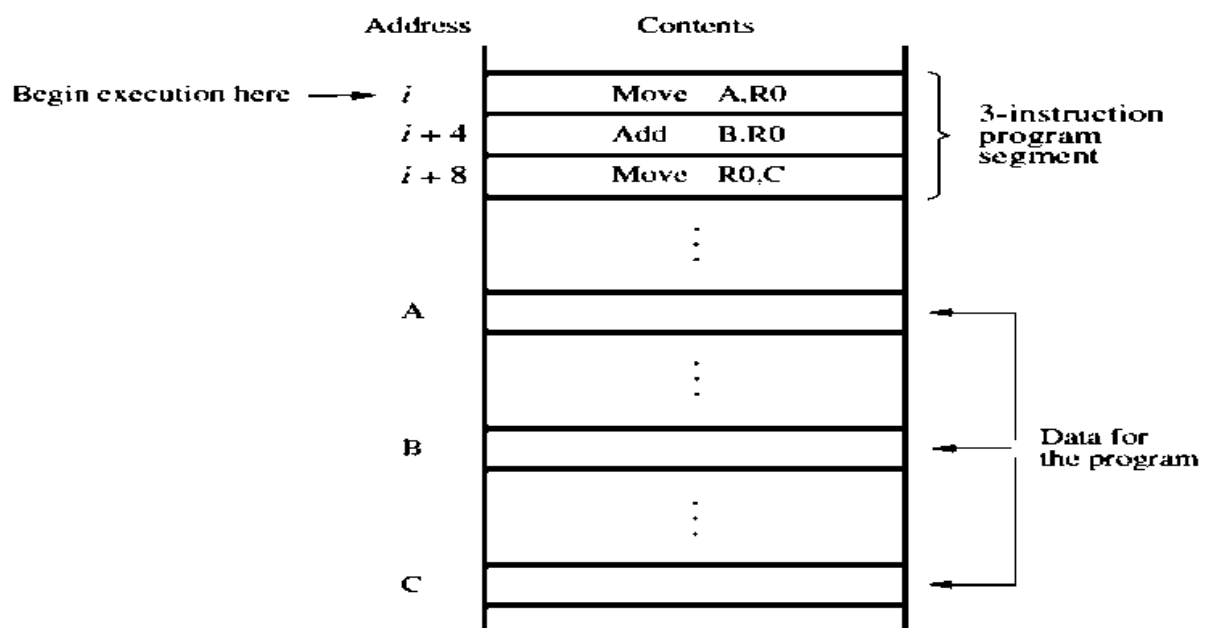 Address Contents
Begin execution here i Move A,R0
i + 4 Add B.R0
i + 8 Move R0,C
3-instruction
program
segment
A
B
C
Data for
the program